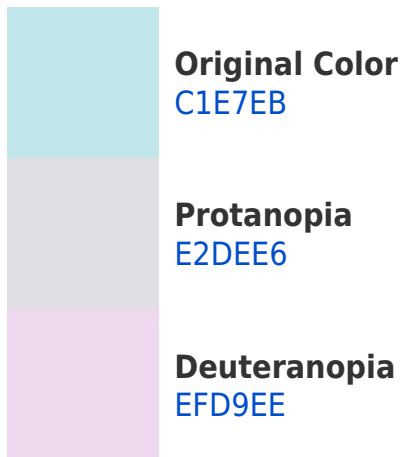 Original Color
C1E7EB
Protanopia
E2DEE6
Deuteranopia
EFD9EE